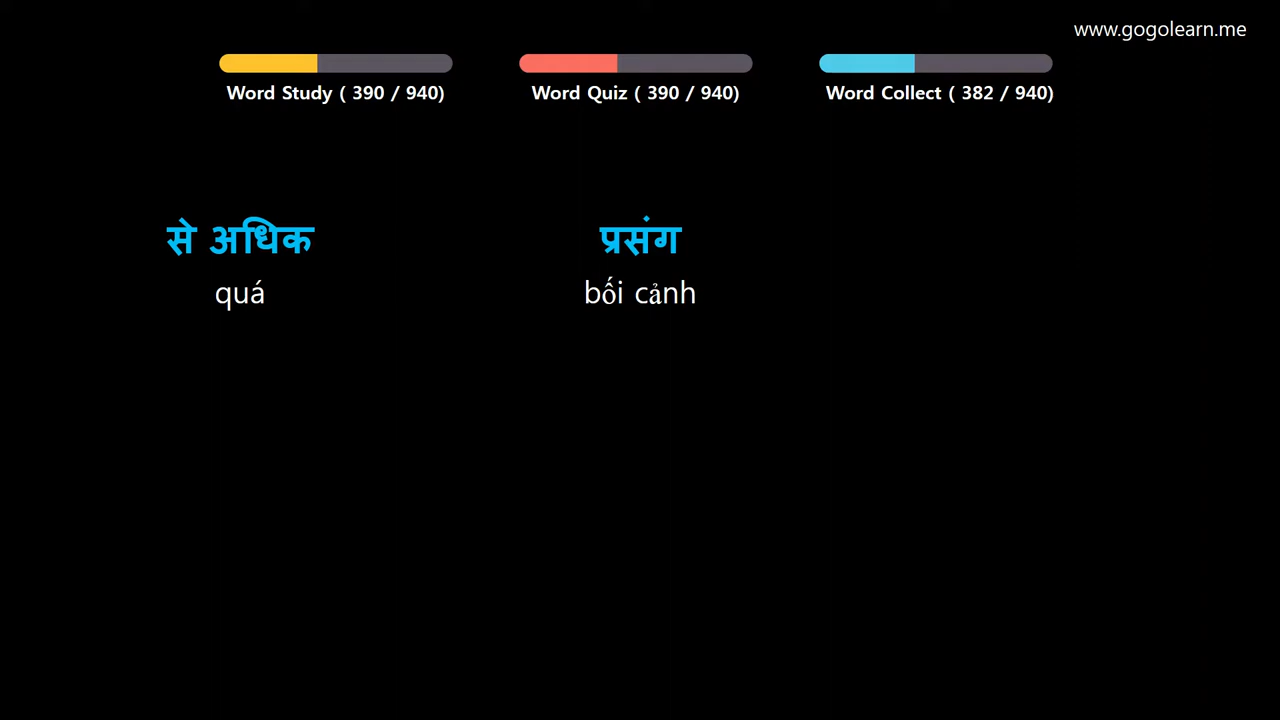 www.gogolearn.me
Word Study ( 390 / 940)
Word Quiz ( 390 / 940)
Word Collect ( 382 / 940)
से अधिक
quá
प्रसंग
bối cảnh